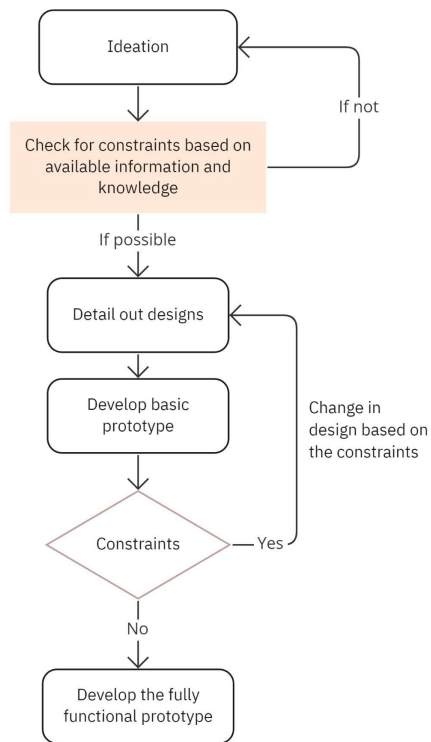 Ideation
If not
Check for constraints based on
available information and
knowledge
If possible
Detail out designs
Develop basic
prototype
Change in
design based on
the constraints
Constraints
Yes
No
Develop the fully
functional prototype